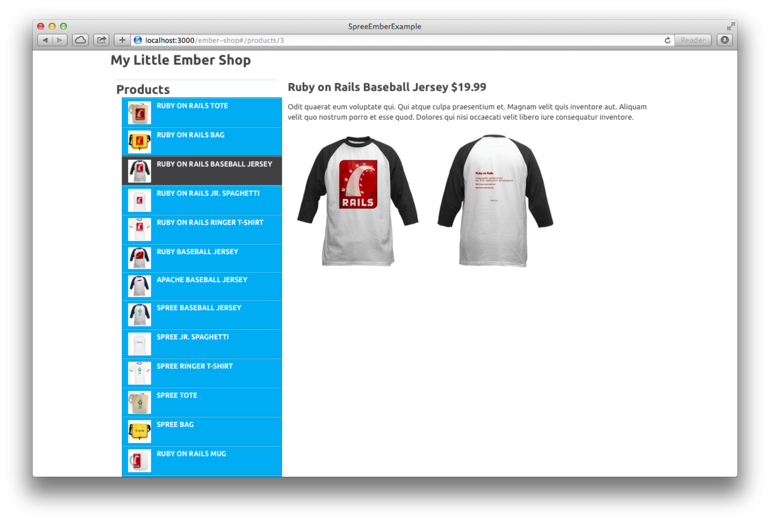 SpreeEmberExample
localhost:3000/ember-shop#/products/3
Reader
My Little Ember Shop
Products
RUBY ON RAILS TOTE
RUBY ON RAILS BAG
RUBY ON RAILS BASEBALL JERSEY
RUBY ON RAILS JR. SPAGHETTI
RUBY ON RAILS RINGER T-SHIRT
RUBY BASEBALL JERSEY
APACHE BASEBALL JERSEY
SPREE BASEBALL JERSEY
SPREE JR. SPAGHETTI
SPREE RINGER T-SHIRT
SPREE TOTE
SPREE BAG
RUBY ON RAILS MUG
Ruby on Rails Baseball Jersey $19.99
Odit quaerat eum voluptate qui. Qui atque culpa praesentium et. Magnam velit quis inventore aut. Aliquam
velit quo nostrum porro et esse quod. Dolores qui nisi occaecati velit libero iure consequatur inventore.
RAILS
Ruby on Rails